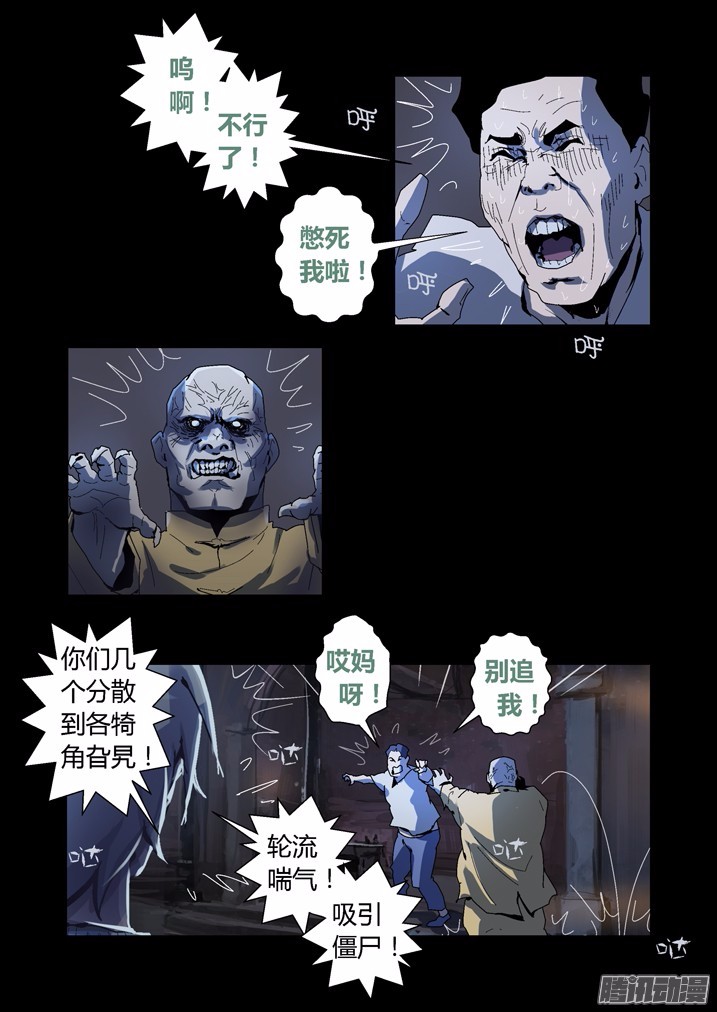 呜
啊！
不行
了！
呼
憋死
我啦！
呼
呼
你们几
个分散
到各犄
角旮旯！
哎妈
呀！
别追
我！
哒
哒
轮流
喘气！
吸引
僵尸！
哒
腾讯动漫